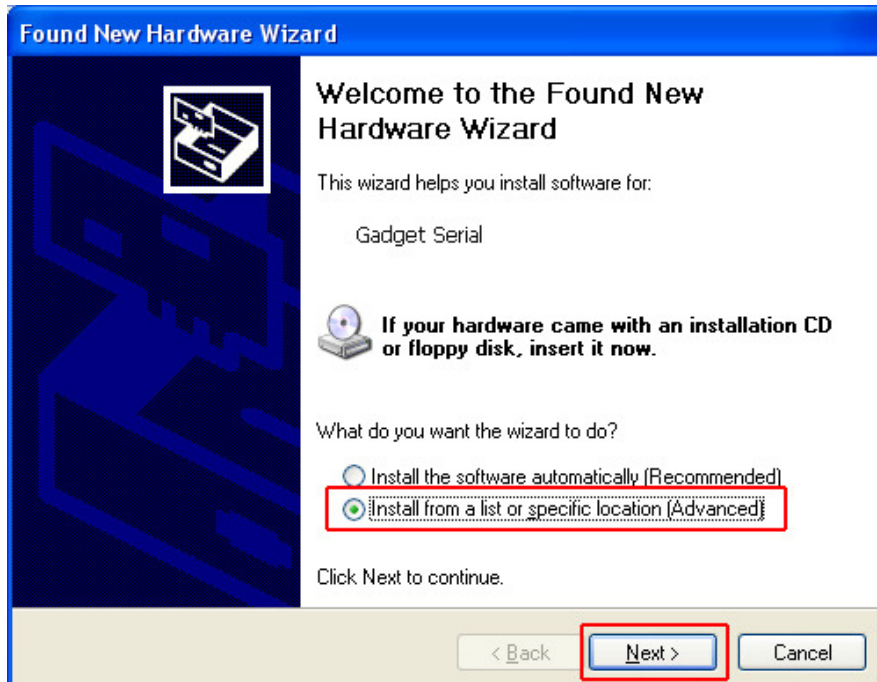 Found New Hardware Wizard
Welcome to the Found New
Hardware Wizard
This wizard helps you install software for:
Gadget Serial
If your hardware came with an installation CD
or floppy disk, insert it now.
What do you want the wizard to do?
Install the software automatically (Recommended)
Install from a list or specific location (Advanced)
Click Next to continue.
< Back Next > Cancel